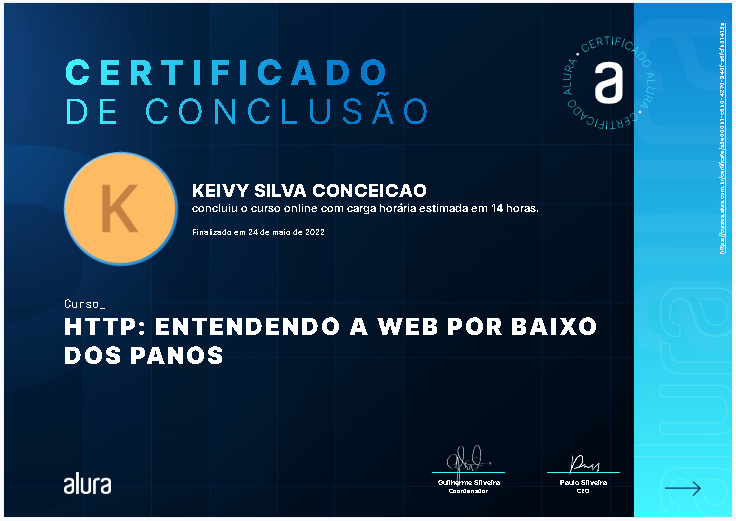 CERTIFICADO
DE CONCLUSÃO
CERTIFICADO ALURA • CERTIFICADO ALURA •
a
K
KEIVY SILVA CONCEICAO
concluiu o curso online com carga horária estimada em 14 horas.
Finalizado em 24 de maio de 2022
Curso_
HTTP: ENTENDENDO A WEB POR BAIXO
DOS PANOS
alura
Guilherme Silveira
Coordenador
Paulo Silveira
CEO
alura